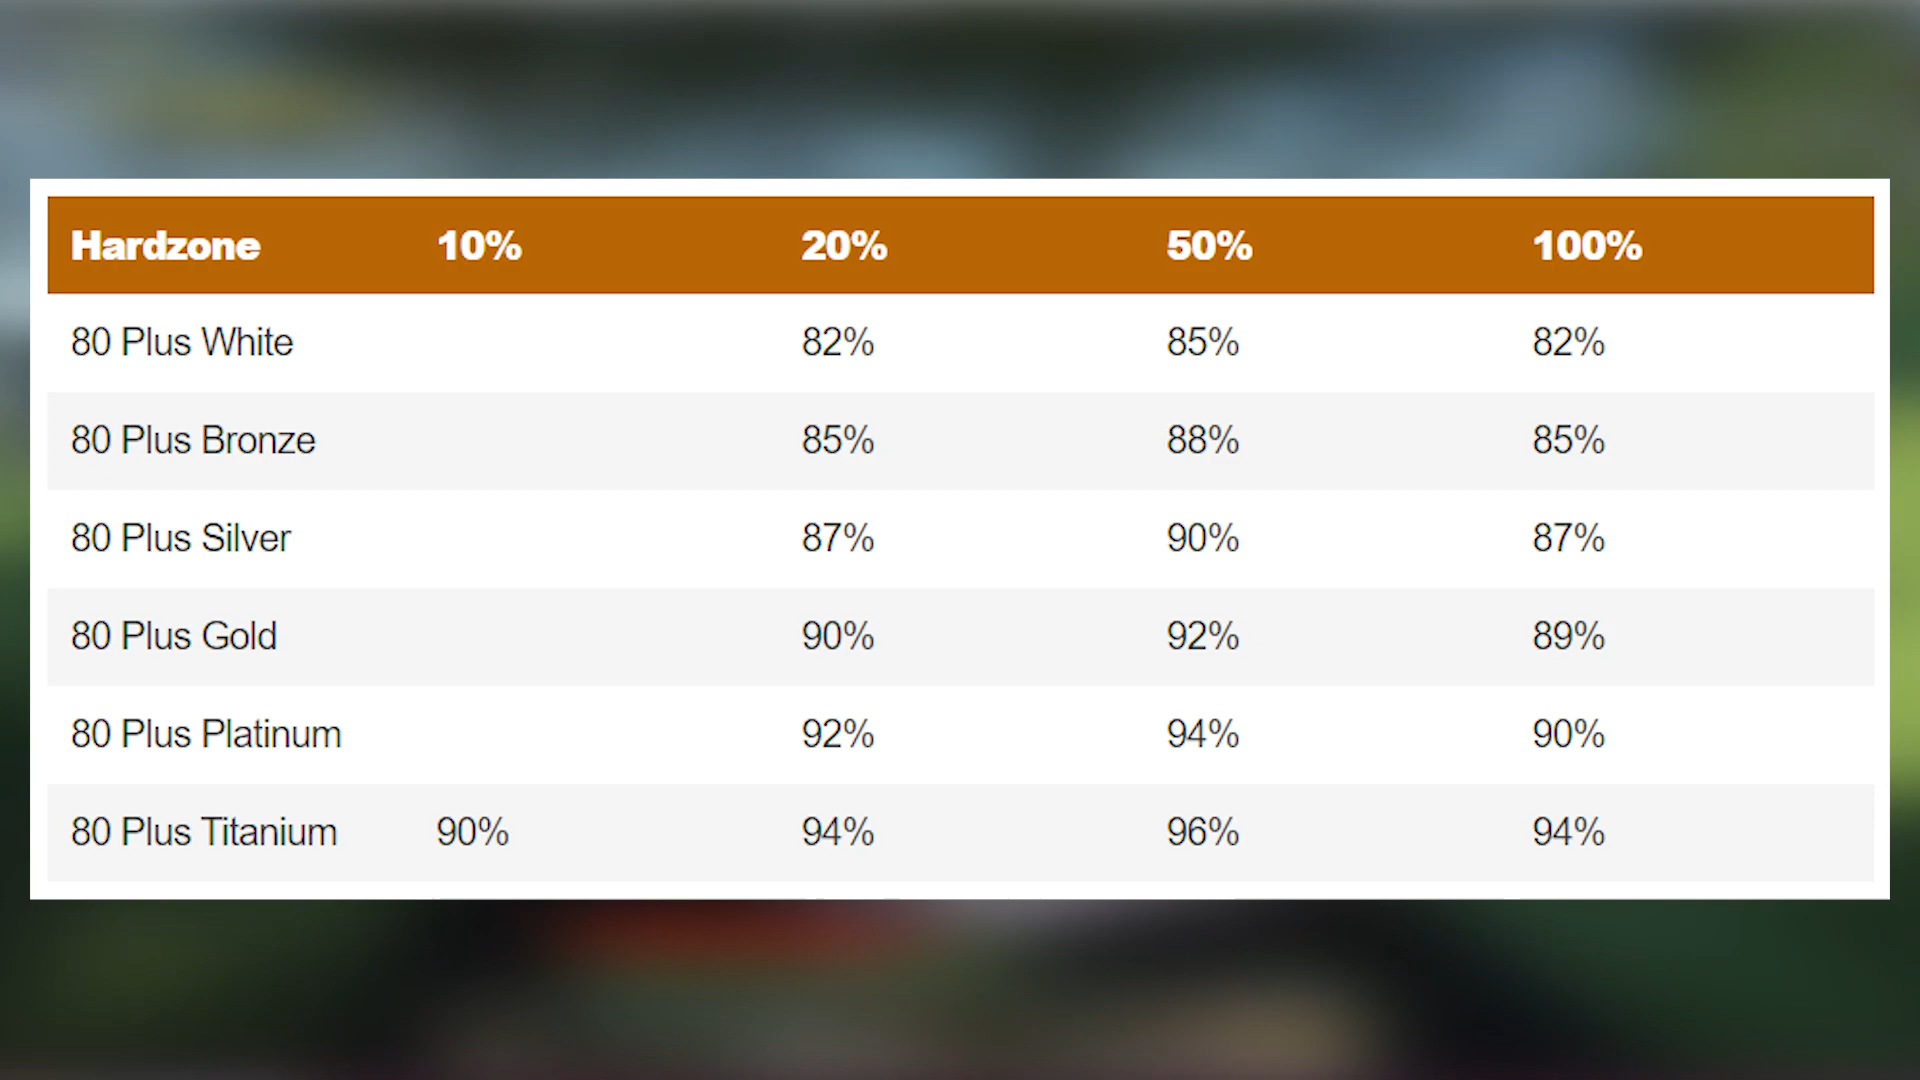 Hardzone 10% 20% 50% 100%
80 Plus White 82% 85% 82%
80 Plus Bronze 85% 88% 85%
80 Plus Silver 87% 90% 87%
80 Plus Gold 90% 92% 89%
80 Plus Platinum 92% 94% 90%
80 Plus Titanium 90% 94% 96% 94%